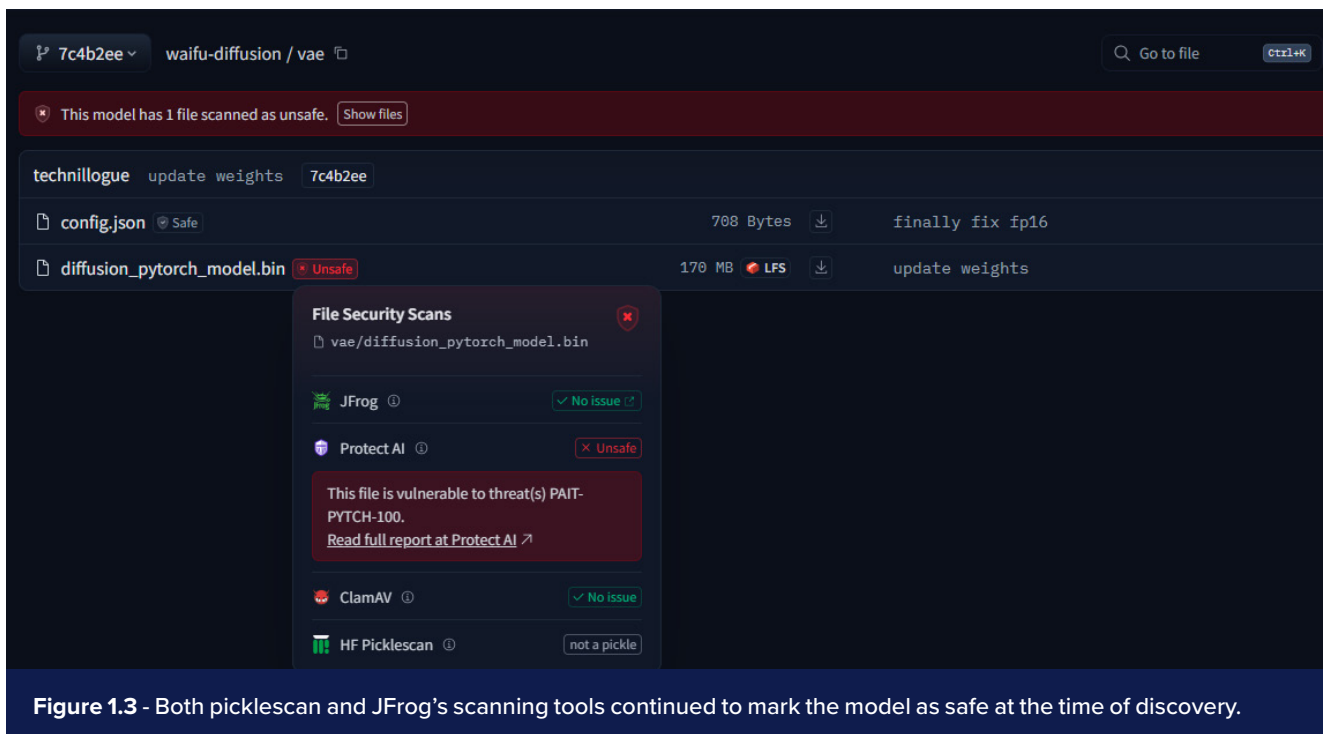 7c4b2ee waifu-diffusion / vae Go to file Ctrl+K
This model has 1 file scanned as unsafe. Show files
technillogue update weights 7c4b2ee
config.json Safe 708 Bytes finally fix fp16
diffusion_pytorch_model.bin Unsafe 170 MB LFS update weights
File Security Scans
vae/diffusion_pytorch_model.bin
JFrog No issue
Protect AI Unsafe
This file is vulnerable to threat(s) PAIT-
PYTCH-100.
Read full report at Protect AI
ClamAV No issue
HF Picklescan not a pickle
Figure 1.3 - Both picklescan and JFrog's scanning tools continued to mark the model as safe at the time of discovery.